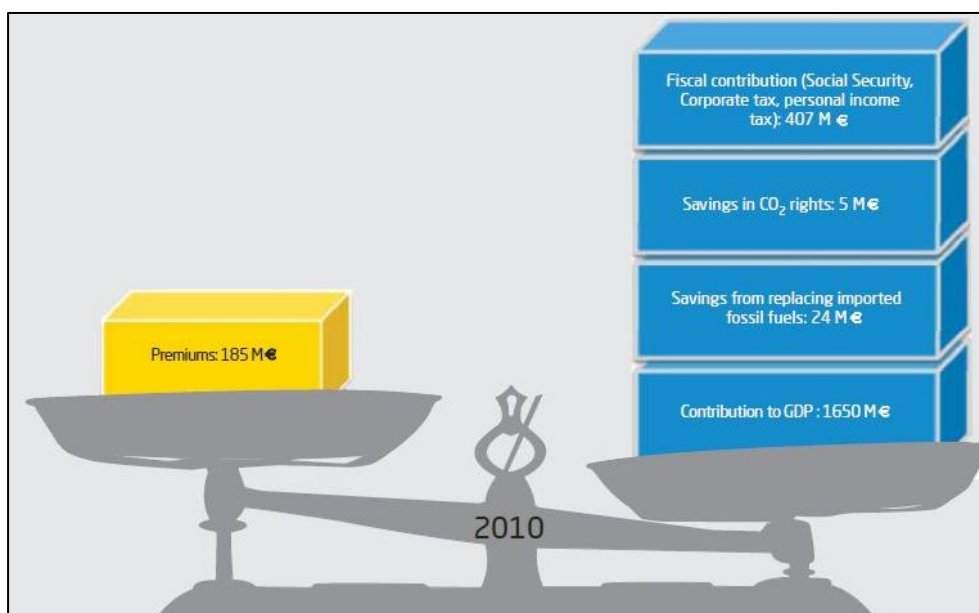 Premiums: 185 M€
Fiscal contribution (Social Security,
Corporate tax, personal income
tax): 407 M €
Savings in CO₂ rights: 5 M€
Savings from replacing imported
fossil fuels: 24 M€
Contribution to GDP : 1650 M€
2010